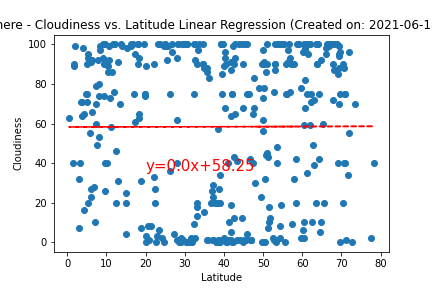 here - Cloudiness vs. Latitude Linear Regression (Created on: 2021-06-1
100
80
60
40
20
0
Cloudiness
y=0.0x+58.25
0 10 20 30 40 50 60 70 80
Latitude